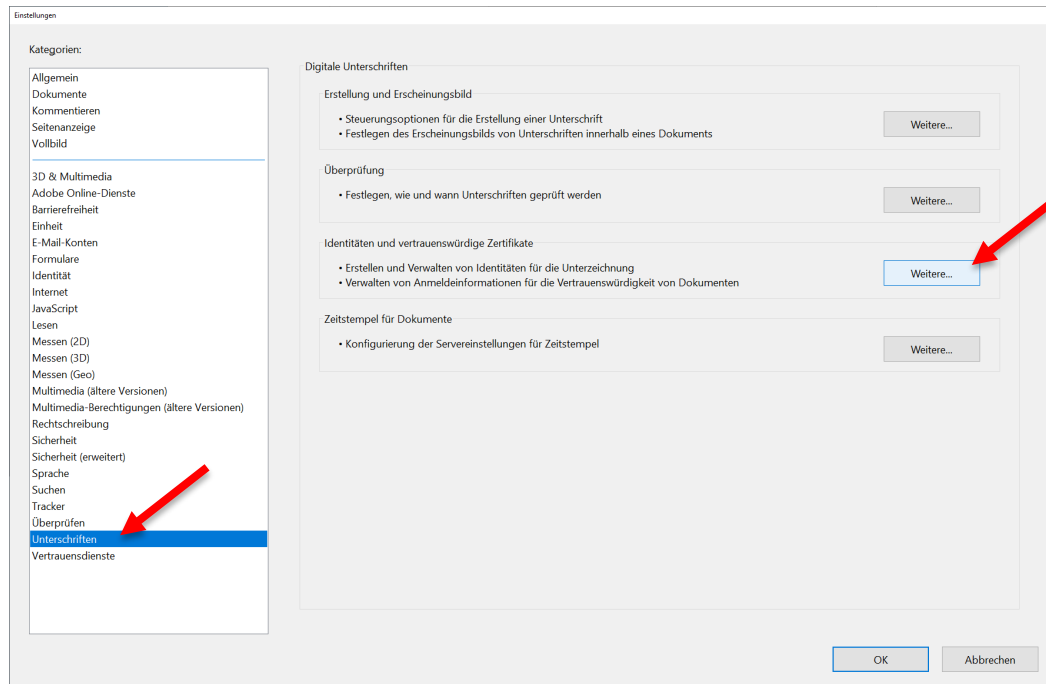 Einstellungen
Kategorien:
Allgemein
Dokumente
Kommentieren
Seitenanzeige
Vollbild
3D & Multimedia
Adobe Online-Dienste
Barrierefreiheit
Einheit
E-Mail-Konten
Formulare
Identität
Internet
JavaScript
Lesen
Messen (2D)
Messen (3D)
Messen (Geo)
Multimedia (ältere Versionen)
Multimedia-Berechtigungen (ältere Versionen)
Rechtschreibung
Sicherheit
Sicherheit (erweitert)
Sprache
Suchen
Tracker
Überprüfen
Unterschriften
Vertrauensdienste
Digitale Unterschriften
Erstellung und Erscheinungsbild
• Steuerungsoptionen für die Erstellung einer Unterschrift
• Festlegen des Erscheinungsbilds von Unterschriften innerhalb eines Dokuments
Weitere...
Überprüfung
• Festlegen, wie und wann Unterschriften geprüft werden
Weitere...
Identitäten und vertrauenswürdige Zertifikate
• Erstellen und Verwalten von Identitäten für die Unterzeichnung
• Verwalten von Anmeldeinformationen für die Vertrauenswürdigkeit von Dokumenten
Weitere...
Zeitstempel für Dokumente
• Konfigurierung der Servereinstellungen für Zeitstempel
Weitere...
OK
Abbrechen